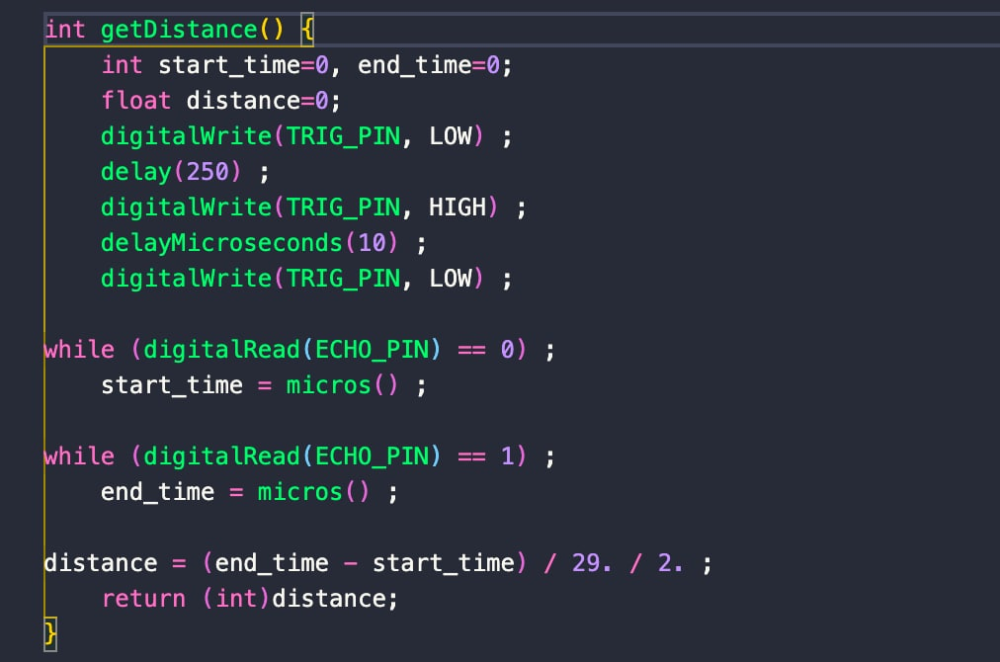 int getDistance() {
    int start_time=0, end_time=0;
    float distance=0;
    digitalWrite(TRIG_PIN, LOW) ;
    delay(250) ;
    digitalWrite(TRIG_PIN, HIGH) ;
    delayMicroseconds(10) ;
    digitalWrite(TRIG_PIN, LOW) ;

while (digitalRead(ECHO_PIN) == 0) ;
    start_time = micros() ;

while (digitalRead(ECHO_PIN) == 1) ;
    end_time = micros() ;

distance = (end_time - start_time) / 29. / 2. ;
    return (int)distance;
}